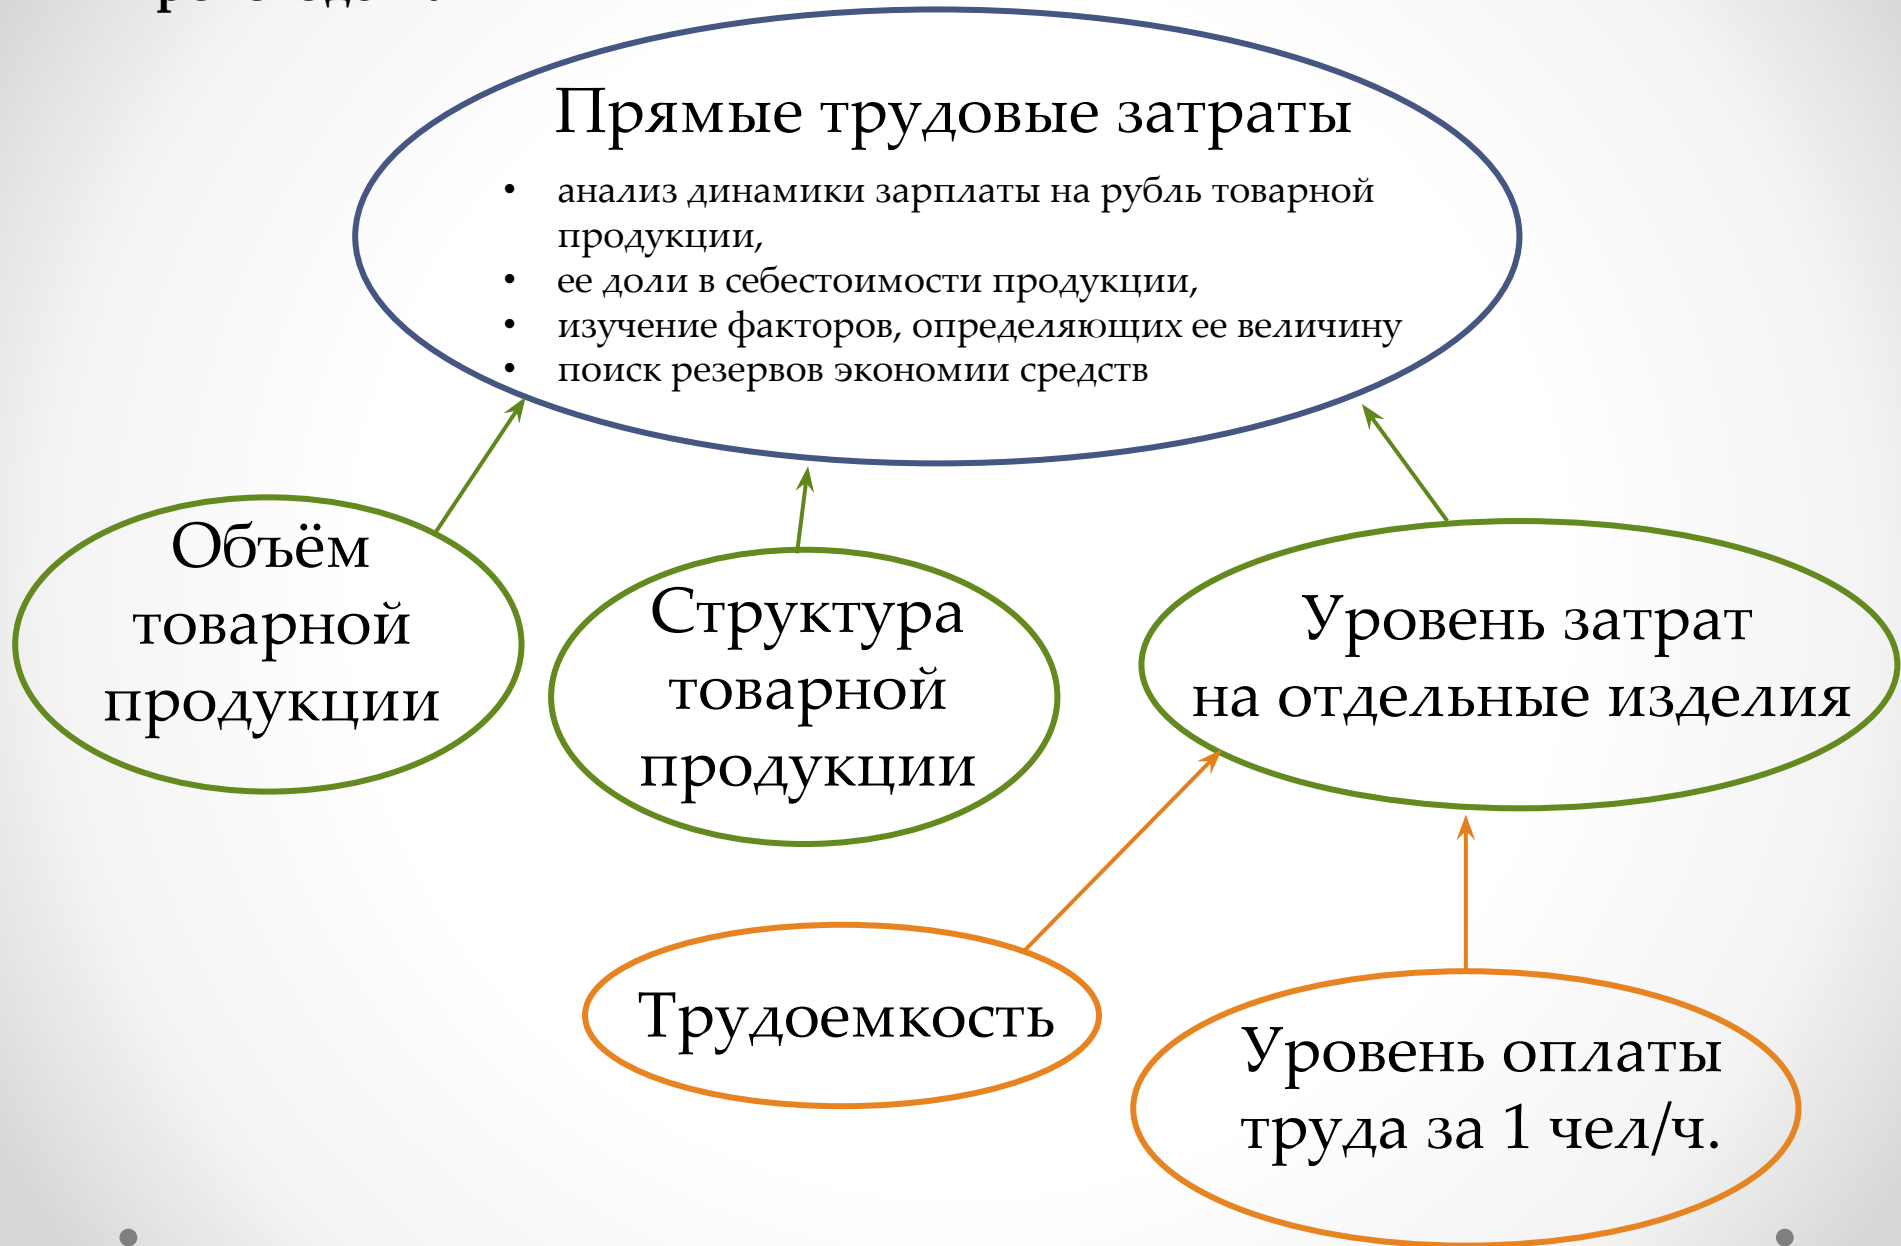 Прямые трудовые затраты
• анализ динамики зарплаты на рубль товарной
продукции,
• ее доли в себестоимости продукции,
• изучение факторов, определяющих ее величину
• поиск резервов экономии средств
Объём
товарной
продукции
Структура
товарной
продукции
Уровень затрат
на отдельные изделия
Трудоемкость
Уровень оплаты
труда за 1 чел/ч.